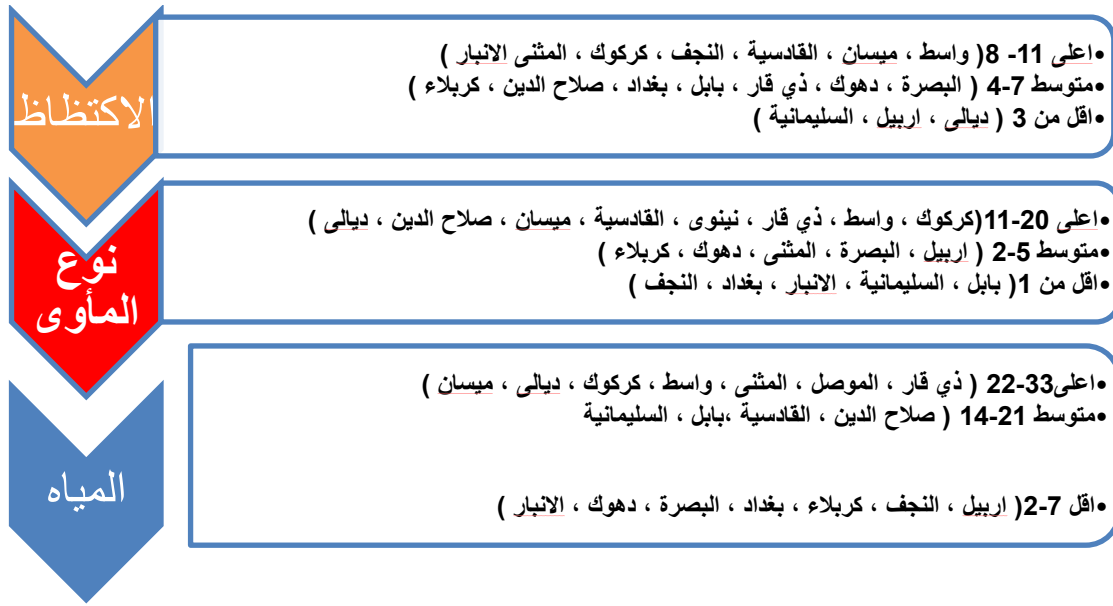 الاكتظاظ
•اعلى 11- 8( واسط ، ميسان ، القادسية ، النجف ، كركوك ، المثنى الانبار )
•متوسط 7-4 ( البصرة ، دهوك ، ذي قار ، بابل ، بغداد ، صلاح الدين ، كربلاء )
•اقل من 3 ( ديالى ، اربيل ، السليمانية )
نوع
المأوى
•اعلى 20-11(كركوك ، واسط ، ذي قار ، نينوى ، القادسية ، ميسان ، صلاح الدين ، ديالى )
•متوسط 5-2 ( اربيل ، البصرة ، المثنى ، دهوك ، كربلاء )
•اقل من 1( بابل ، السليمانية ، الانبار ، بغداد ، النجف )
المياه
•اعلى33-22 ( ذي قار ، الموصل ، المثنى ، واسط ، كركوك ، ديالى ، ميسان )
•متوسط 21-14 ( صلاح الدين ، القادسية ،بابل ، السليمانية
•اقل 7-2( اربيل ، النجف ، كربلاء ، بغداد ، البصرة ، دهوك ، الانبار )